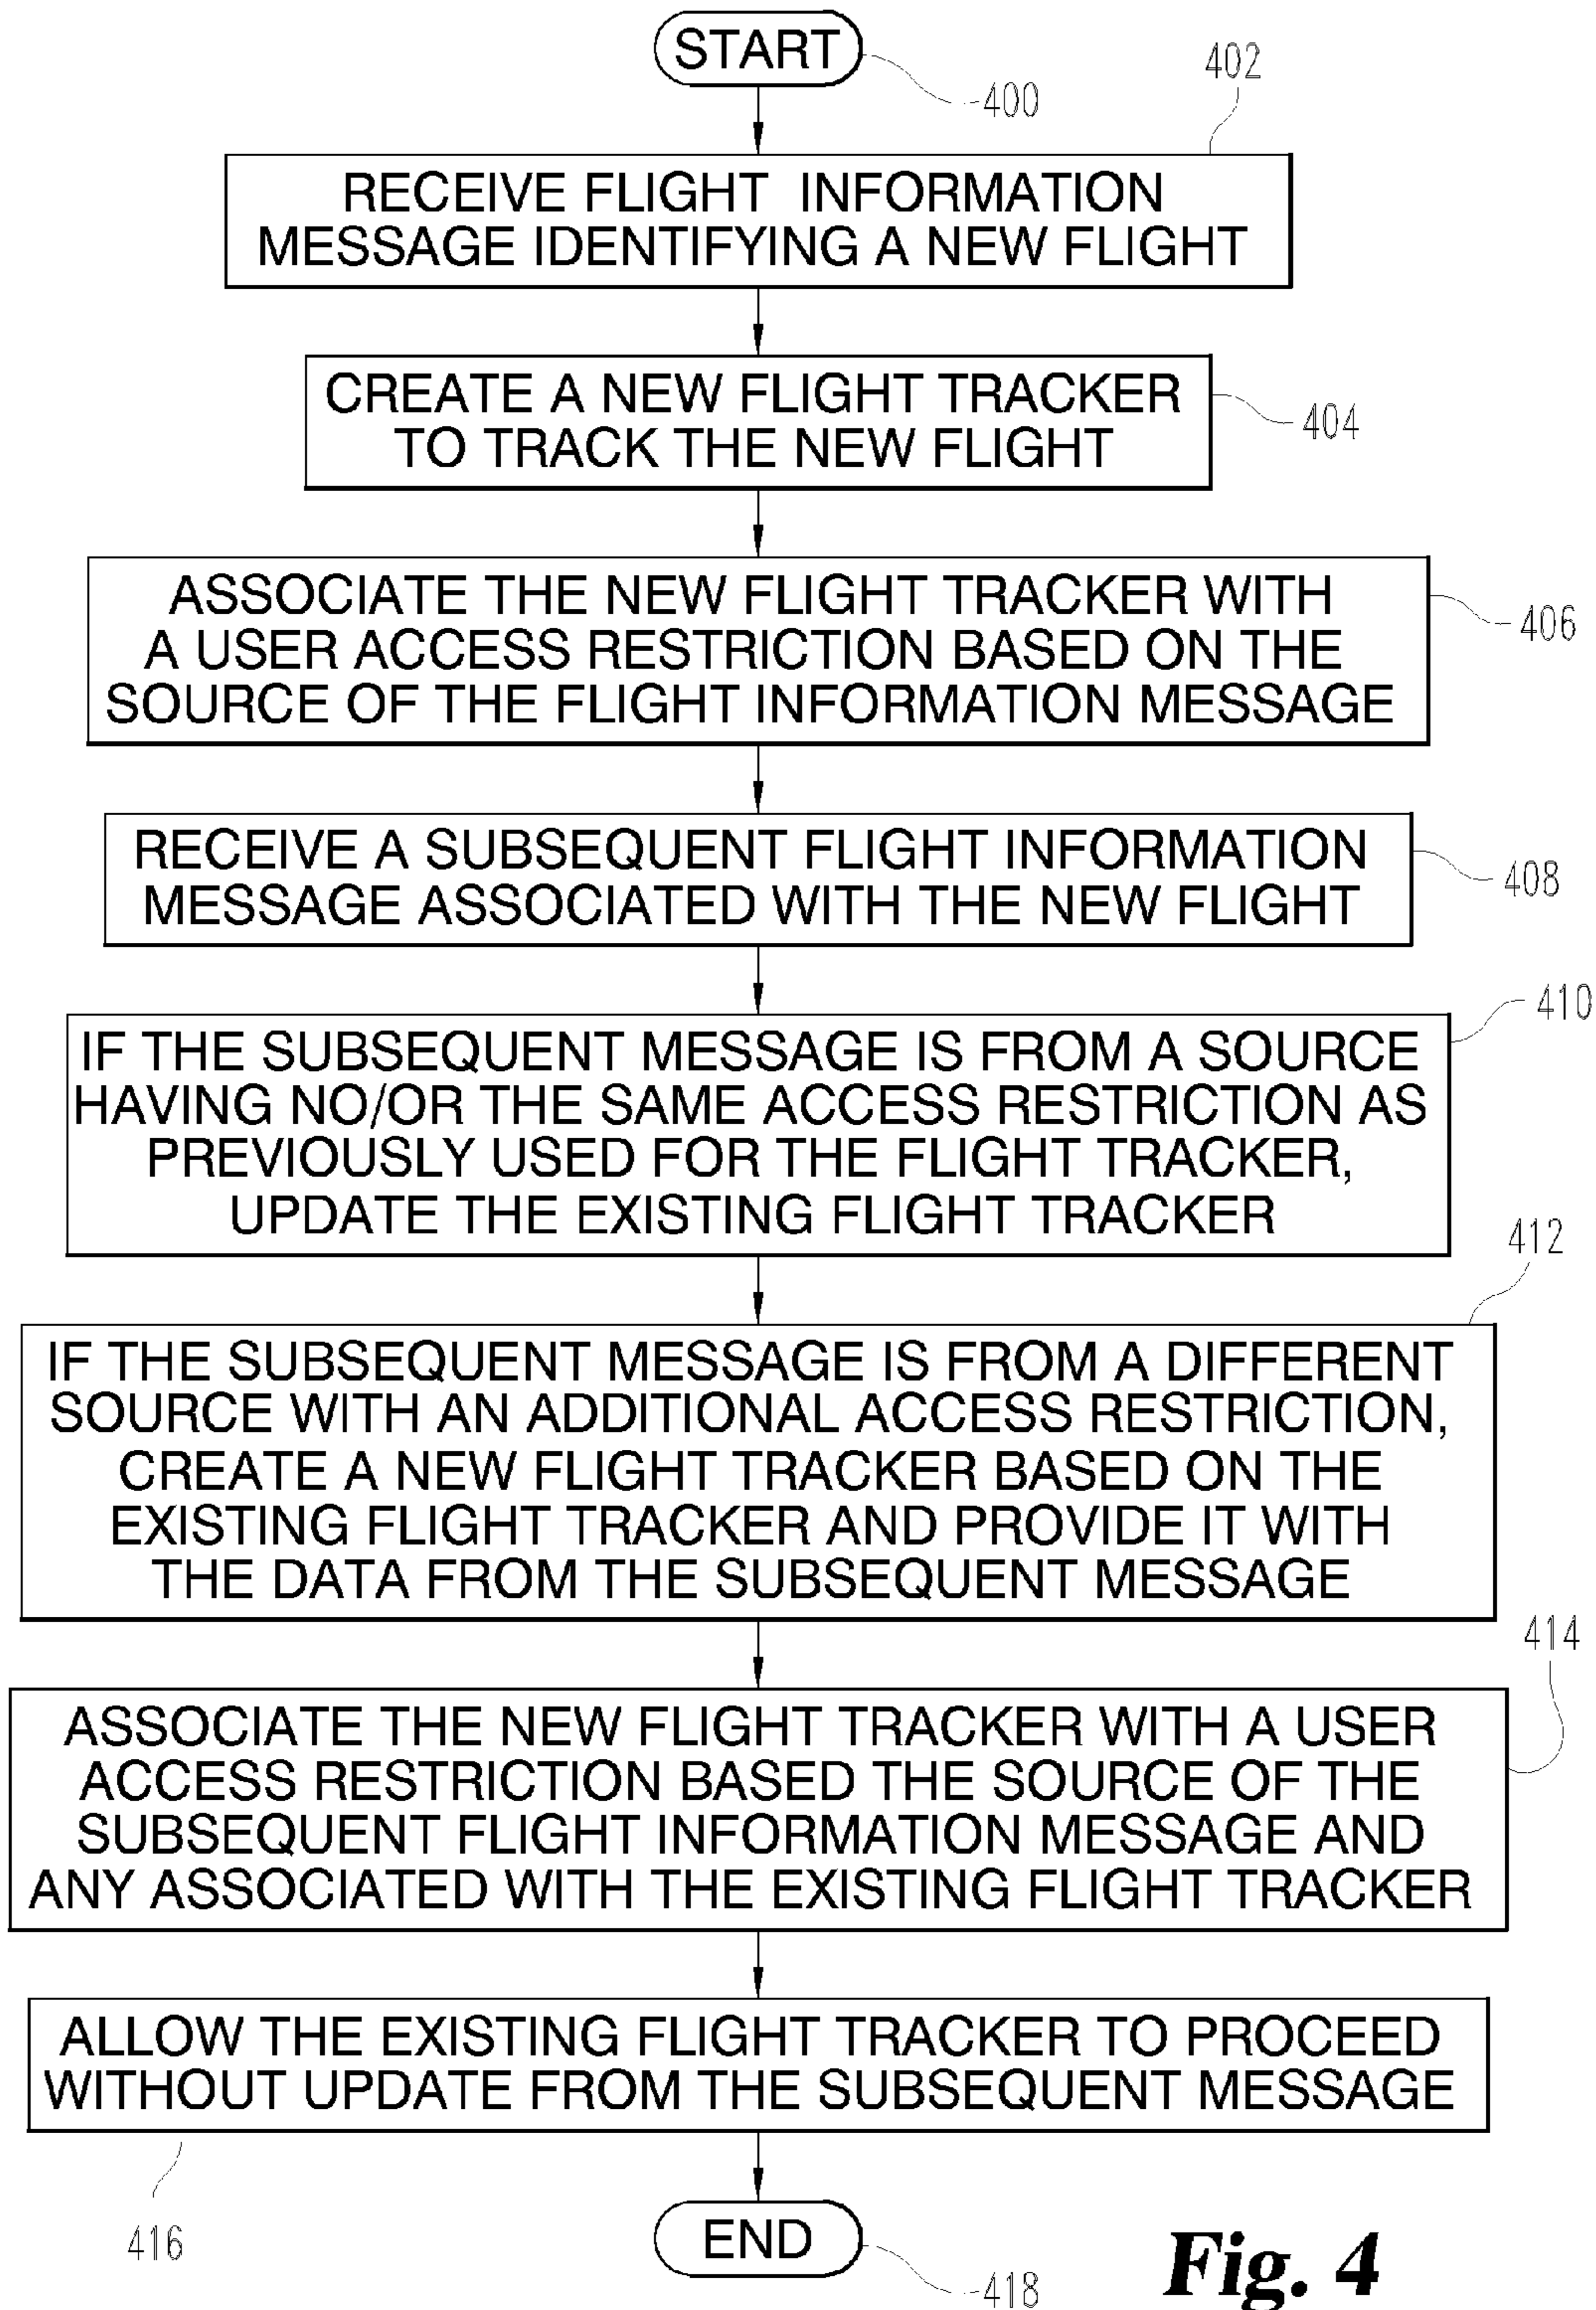 START
400
402
RECEIVE FLIGHT INFORMATION
MESSAGE IDENTIFYING A NEW FLIGHT
CREATE A NEW FLIGHT TRACKER
TO TRACK THE NEW FLIGHT
404
ASSOCIATE THE NEW FLIGHT TRACKER WITH
A USER ACCESS RESTRICTION BASED ON THE
SOURCE OF THE FLIGHT INFORMATION MESSAGE
406
RECEIVE A SUBSEQUENT FLIGHT INFORMATION
MESSAGE ASSOCIATED WITH THE NEW FLIGHT
408
410
IF THE SUBSEQUENT MESSAGE IS FROM A SOURCE
HAVING NO/OR THE SAME ACCESS RESTRICTION AS
PREVIOUSLY USED FOR THE FLIGHT TRACKER,
UPDATE THE EXISTING FLIGHT TRACKER
412
IF THE SUBSEQUENT MESSAGE IS FROM A DIFFERENT
SOURCE WITH AN ADDITIONAL ACCESS RESTRICTION,
CREATE A NEW FLIGHT TRACKER BASED ON THE
EXISTING FLIGHT TRACKER AND PROVIDE IT WITH
THE DATA FROM THE SUBSEQUENT MESSAGE
414
ASSOCIATE THE NEW FLIGHT TRACKER WITH A USER
ACCESS RESTRICTION BASED THE SOURCE OF THE
SUBSEQUENT FLIGHT INFORMATION MESSAGE AND
ANY ASSOCIATED WITH THE EXISTING FLIGHT TRACKER
ALLOW THE EXISTING FLIGHT TRACKER TO PROCEED
WITHOUT UPDATE FROM THE SUBSEQUENT MESSAGE
416
END
418
Fig. 4